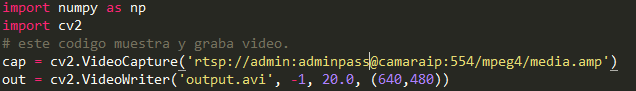 import numpy as np
import cv2
# este codigo muestra y graba video.
cap = cv2.VideoCapture('rtsp://admin:adminpass@camaraip:554/mpeg4/media.amp')
out = cv2.VideoWriter('output.avi', -1, 20.0, (640,480))